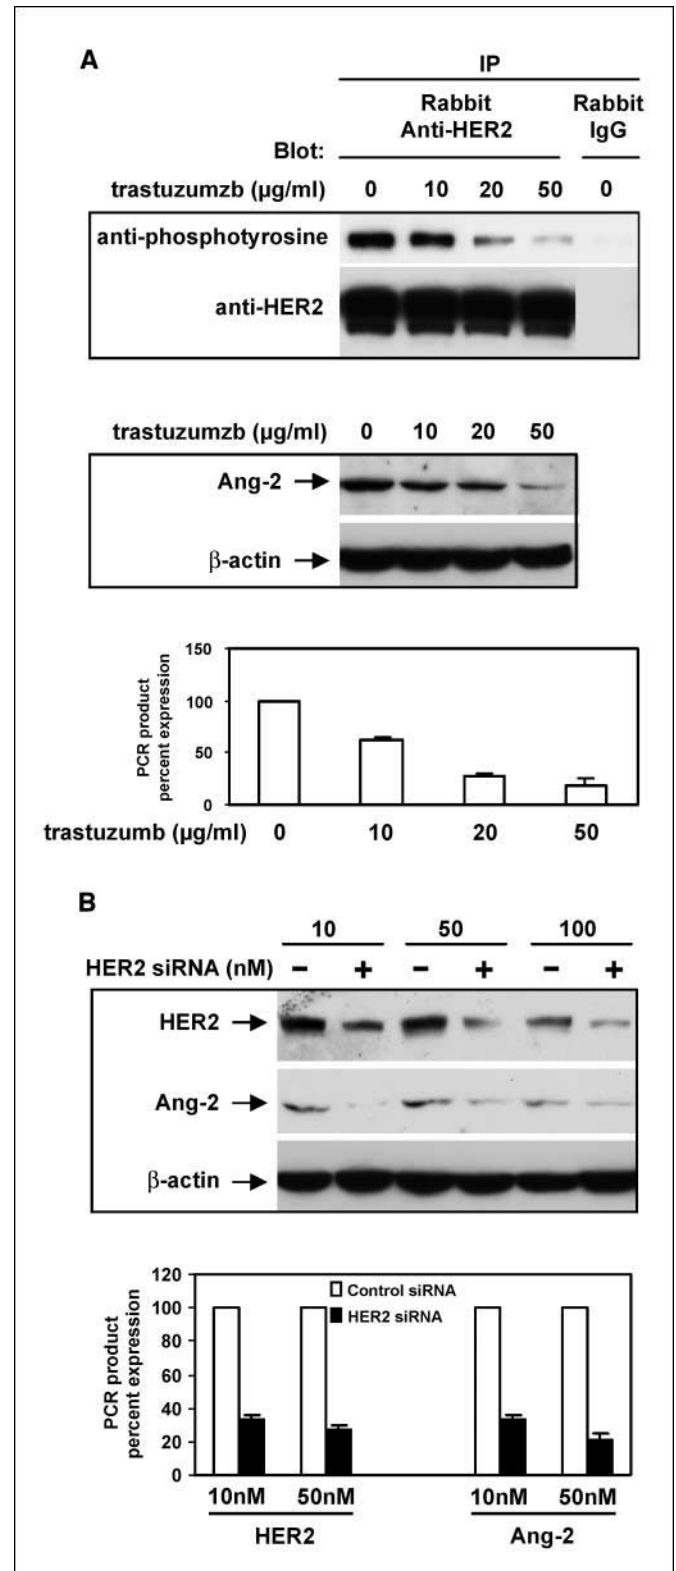 A
IP
Rabbit Anti-HER2
Rabbit IgG
Blot:
trastuzumzb (µg/ml) 0 10 20 50 0
anti-phosphotyrosine
anti-HER2
trastuzumzb (µg/ml) 0 10 20 50
Ang-2
β-actin
PCR product
percent expression
150
100
50
0
trastuzumb (µg/ml) 0 10 20 50
B
10 50 100
HER2 siRNA (nM) − + − + − +
HER2
Ang-2
β-actin
PCR product
percent expression
120
100
80
60
40
20
0
Control siRNA
HER2 siRNA
10nM 50nM 10nM 50nM
HER2 Ang-2